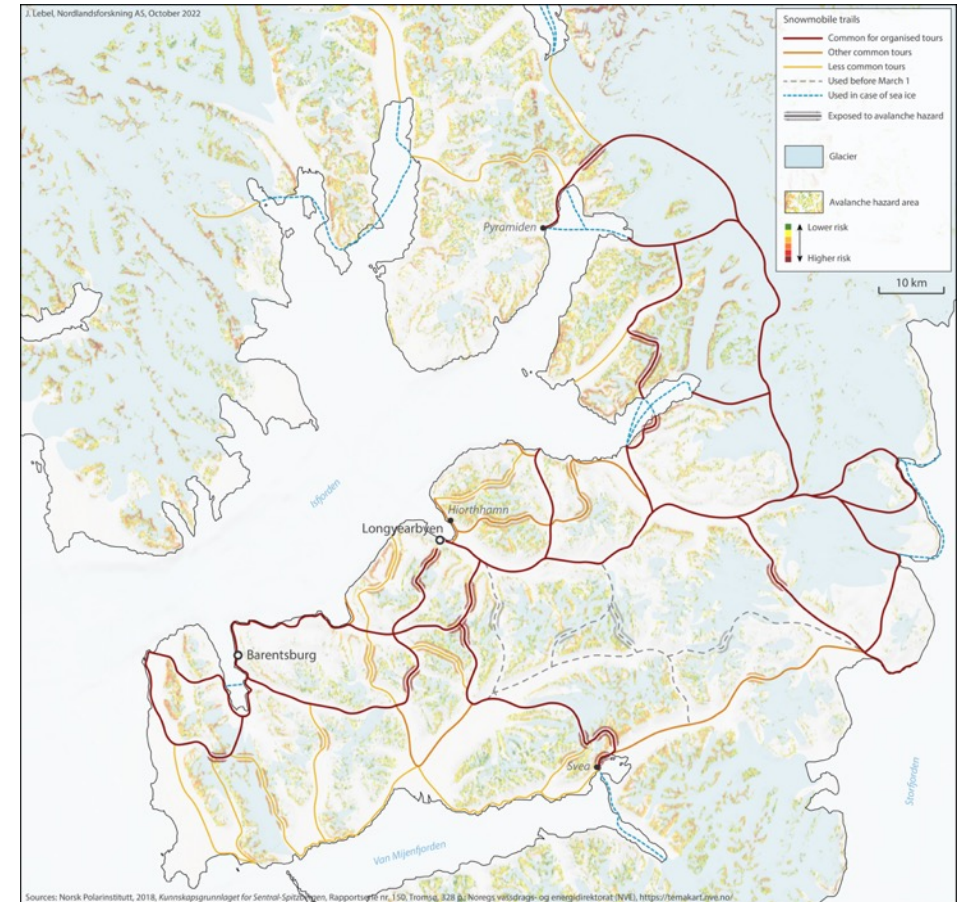 J. Lebel, Nordlandsforskning AS, October 2022
Snowmobile trails
Common for organised tours
Other common tours
Less common tours
Used before March 1
Used in case of sea ice
Exposed to avalanche hazard
Glacier
Avalanche hazard area
Lower risk
Higher risk
10 km
Pyramiden
Isfjorden
Hiorthhamn
Longyearbyen
Barentsburg
Svea
Storfjorden
Van Mijenfjorden
Sources: Norsk Polarinstitutt, 2018, Kunnskapsgrunnlaget for Sentral-Spitzbergen, Rapportserie nr. 150, Tromsø, 328 p.; Noregs vassdrags- og energidirektorat (NVE), https://temakart.nve.no/